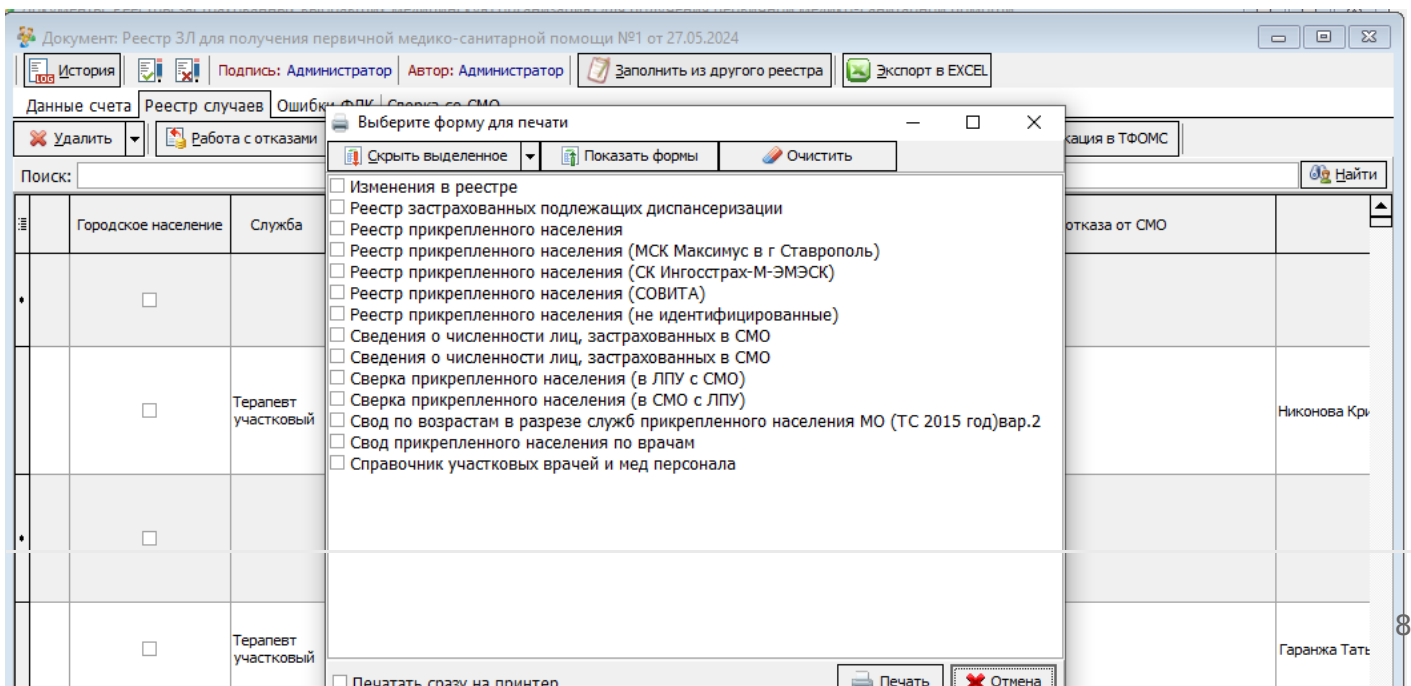 Документ: Реестр ЗЛ для получения первичной медико-санитарной помощи №1 от 27.05.2024
История Подпись: Администратор Автор: Администратор Заполнить из другого реестра Экспорт в EXCEL
Данные счета Реестр случаев Ошибки ФЛК Сверка со СМО
Выберите форму для печати
Удалить Работа с отказами кация в ТФОМС
Скрыть выделенное Показать формы Очистить
Поиск: Найти
Городское население Служба отказа от СМО
Изменения в реестре
Реестр застрахованных подлежащих диспансеризации
Реестр прикрепленного населения
Реестр прикрепленного населения (МСК Максимус в г Ставрополь)
Реестр прикрепленного населения (СК Ингосстрах-М-ЭМЭСК)
Реестр прикрепленного населения (СОВИТА)
Реестр прикрепленного населения (не идентифицированные)
Сведения о численности лиц, застрахованных в СМО
Сведения о численности лиц, застрахованных в СМО
Сверка прикрепленного населения (в ЛПУ с СМО)
Сверка прикрепленного населения (в СМО с ЛПУ)
Свод по возрастам в разрезе служб прикрепленного населения МО (ТС 2015 год)вар.2
Свод прикрепленного населения по врачам
Справочник участковых врачей и мед персонала
Терапевт
участковый
Никонова Кри
Терапевт
участковый
Гаранжа Тать
8
Печатать сразу на принтер Печать Отмена